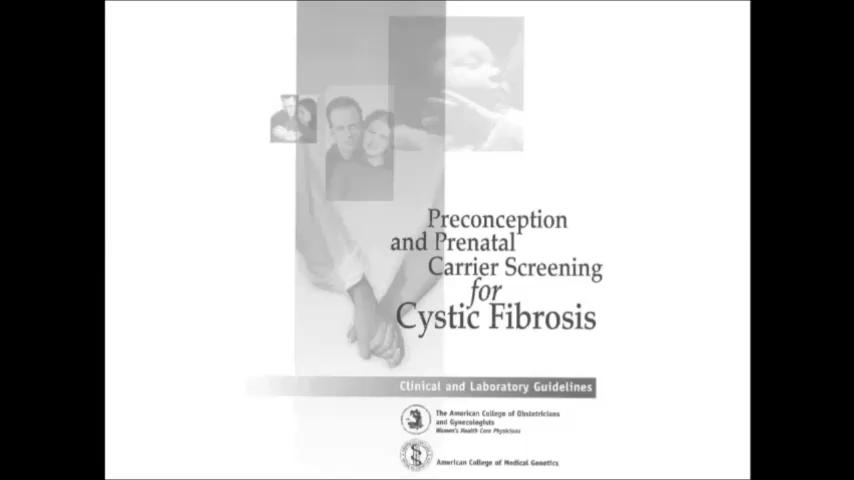 Preconception
and Prenatal
Carrier Screening
for
Cystic Fibrosis
Clinical and Laboratory Guidelines
The American College of Obstetricians
and Gynecologists
Women's Health Care Physicians
American College of Medical Genetics